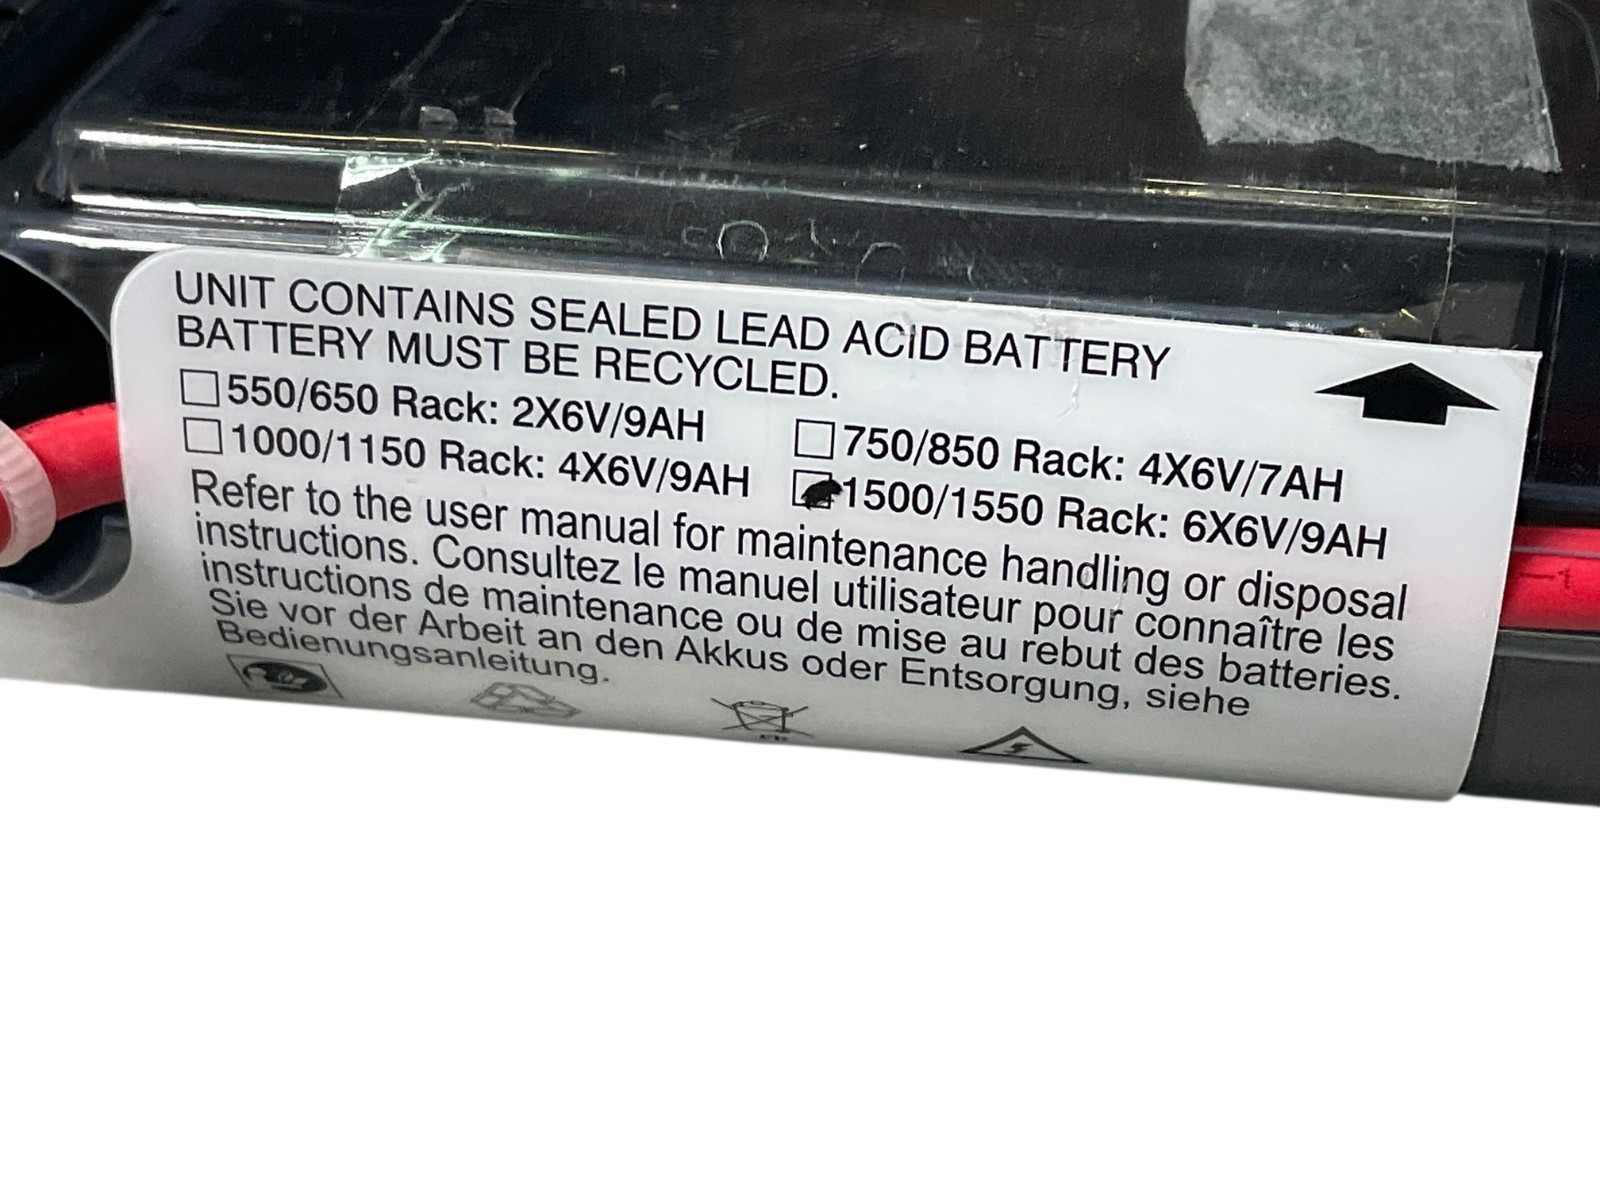 UNIT CONTAINS SEALED LEAD ACID BATTERY
BATTERY MUST BE RECYCLED.
550/650 Rack: 2X6V/9AH
750/850 Rack: 4X6V/7AH
1000/1150 Rack: 4X6V/9AH
1500/1550 Rack: 6X6V/9AH
Refer to the user manual for maintenance handling or disposal
instructions. Consultez le manuel utilisateur pour connaître les
instructions de maintenance ou de mise au rebut des batteries.
Sie vor der Arbeit an den Akkus oder Entsorgung, siehe
Bedienungsanleitung.